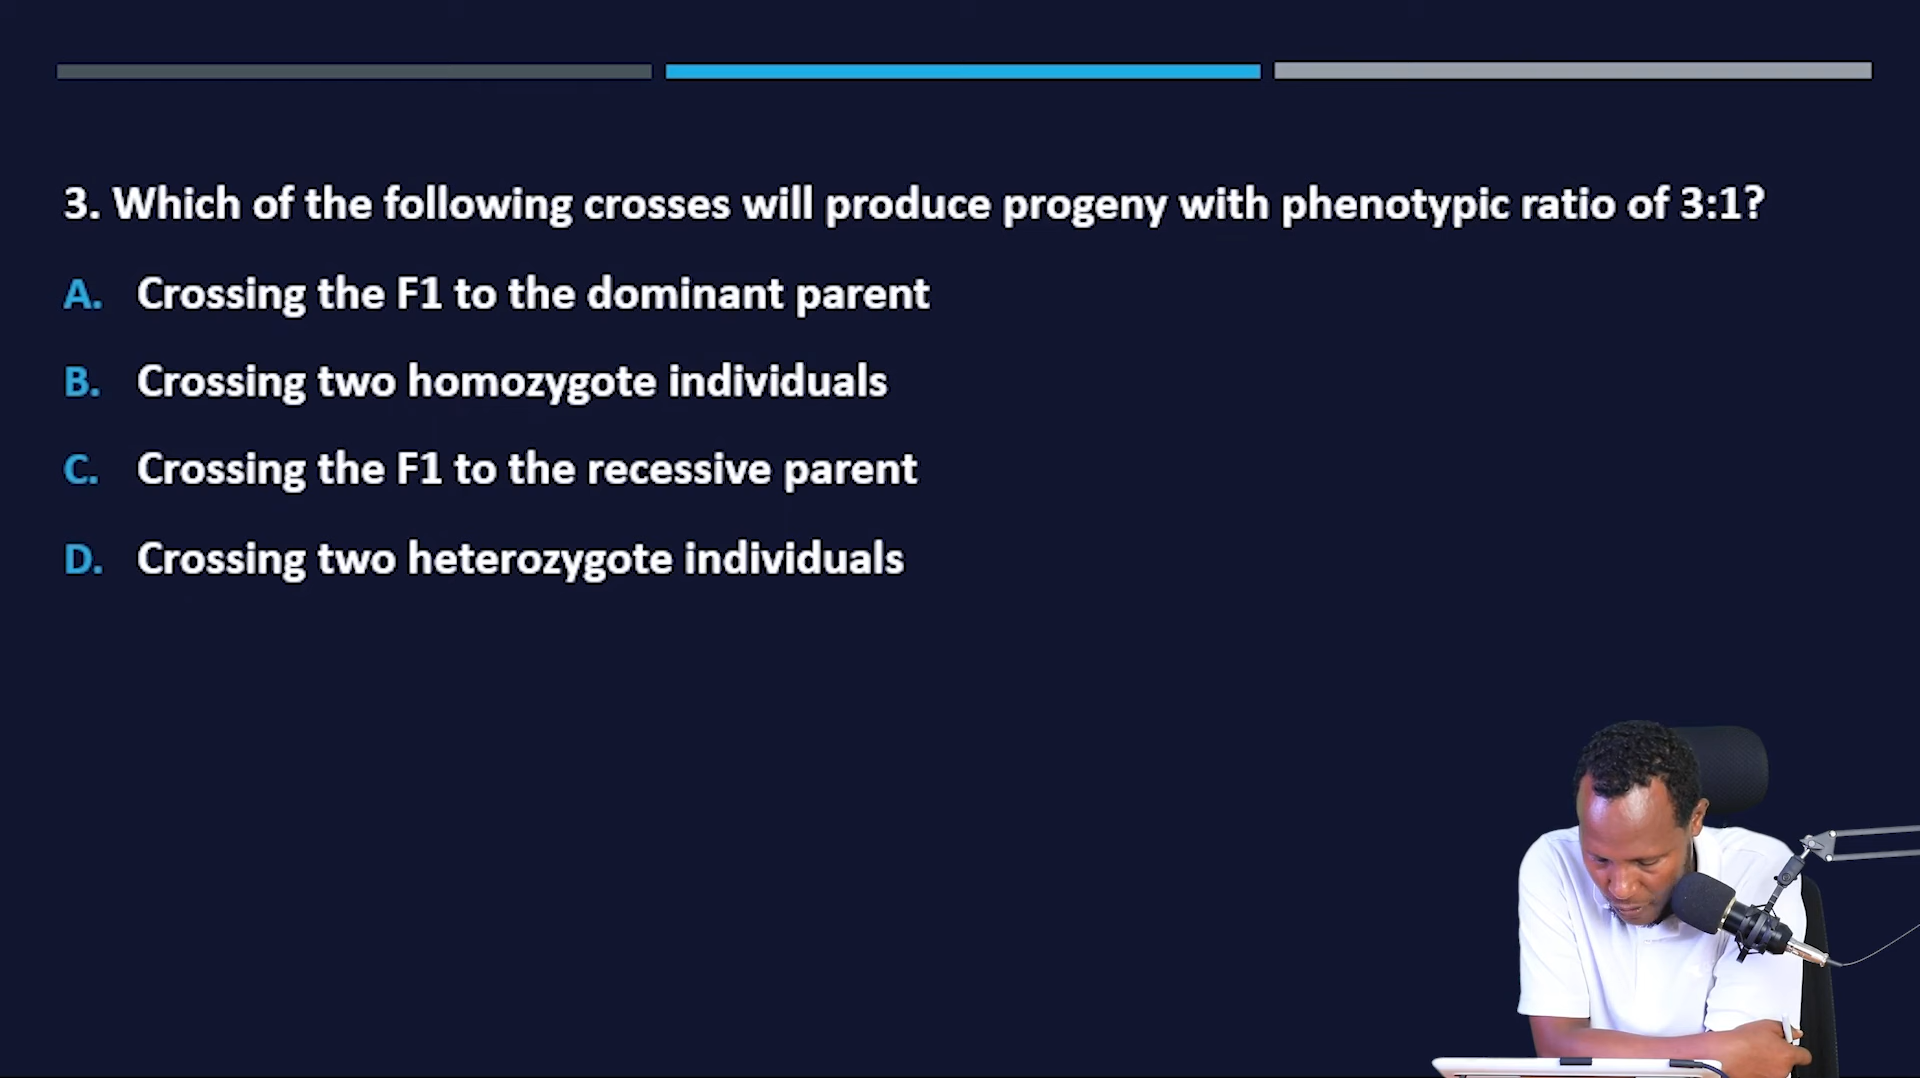 3. Which of the following crosses will produce progeny with phenotypic ratio of 3:1?
A. Crossing the F1 to the dominant parent
B. Crossing two homozygote individuals
C. Crossing the F1 to the recessive parent
D. Crossing two heterozygote individuals